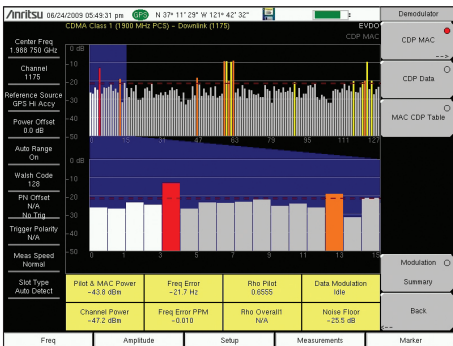 Anritsu 06/24/2009 05:49:31 pm GPS N 37° 11' 29" W 121° 42' 32"
Demodulator
CDMA Class 1 (1900 MHz PCS) - Downlink (1175)
EVDO
CDP MAC
Center Freq
1.988 750 GHz
Channel
1175
Reference Source
GPS Hi Accy
Power Offset
0.0 dB
Auto Range
On
Walsh Code
128
PN Offset
N/A
No Trig
Trigger Polarity
N/A
Meas Speed
Normal
Slot Type
Auto Detect
0 dB
-10
-20
-30
-40
-50
0 15 31 47 63 79 95 111 127
0 dB
-10
-20
-30
-40
-50
0 1 3 5 7 9 11 13 15
Pilot & MAC Power
-43.8 dBm
Freq Error
-21.7 Hz
Rho Pilot
0.6555
Data Modulation
Idle
Channel Power
-47.2 dBm
Freq Error PPM
-0.010
Rho Overall1
N/A
Noise Floor
-25.5 dB
CDP MAC
-->
CDP Data
MAC CDP Table
Modulation
Summary
Back
<--
Freq
Amplitude
Setup
Measurements
Marker